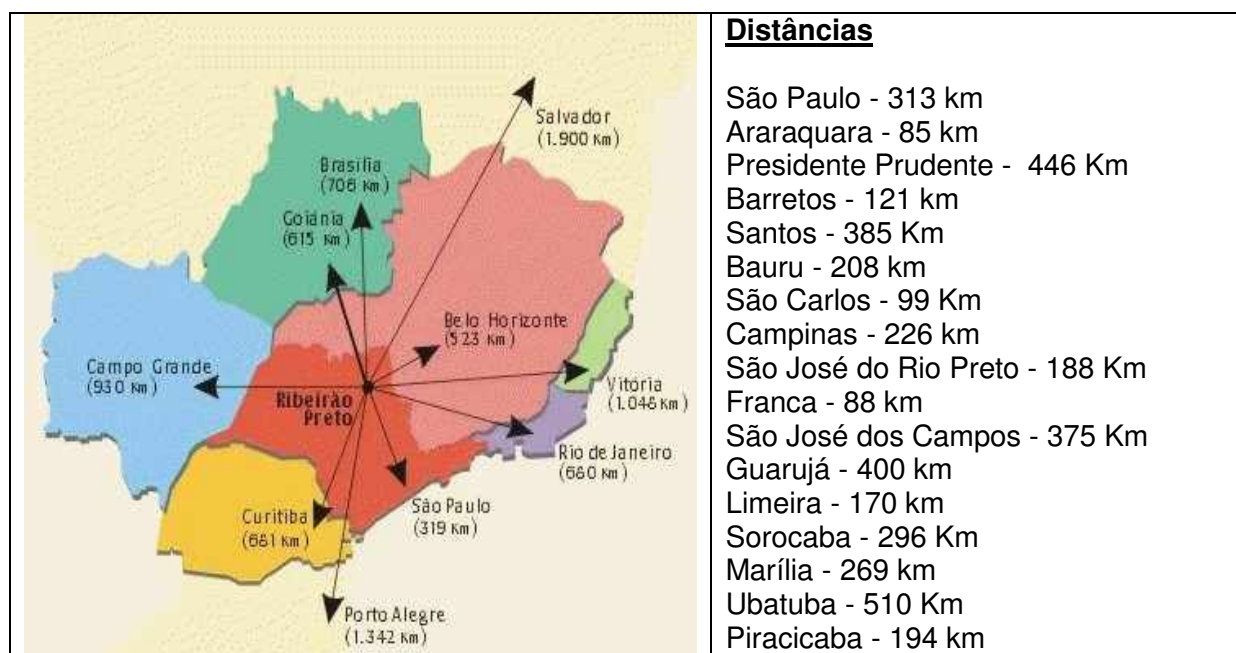 Salvador
(1.900 Km)
Brasília
(706 Km)
Goiânia
(615 Km)
Belo Horizonte
(523 Km)
Campo Grande
(930 Km)
Ribeirão
Preto
Vitória
(1.048 Km)
Rio de Janeiro
(680 Km)
São Paulo
(319 Km)
Curitiba
(681 Km)
Porto Alegre
(1.342 Km)
Distâncias
São Paulo - 313 km
Araraquara - 85 km
Presidente Prudente - 446 Km
Barretos - 121 km
Santos - 385 Km
Bauru - 208 km
São Carlos - 99 Km
Campinas - 226 km
São José do Rio Preto - 188 Km
Franca - 88 km
São José dos Campos - 375 Km
Guarujá - 400 km
Limeira - 170 km
Sorocaba - 296 Km
Marília - 269 km
Ubatuba - 510 Km
Piracicaba - 194 km